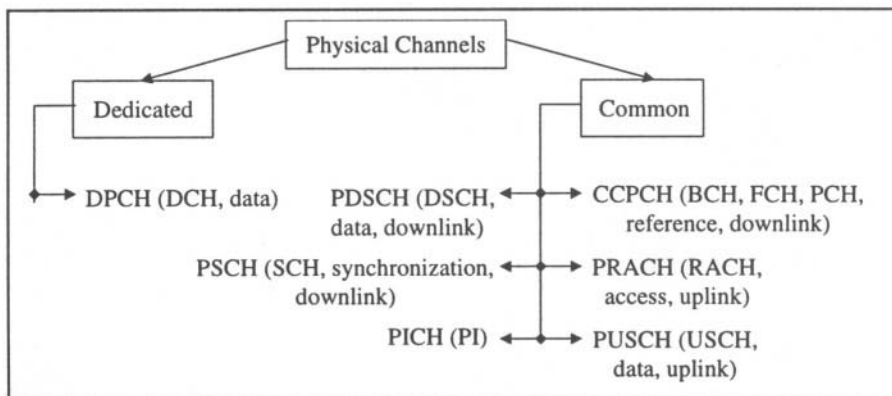 Physical Channels
Dedicated
Common
DPCH (DCH, data)
PDSCH (DSCH,
data, downlink)
CCPCH (BCH, FCH, PCH,
reference, downlink)
PSCH (SCH, synchronization,
downlink)
PRACH (RACH,
access, uplink)
PICH (PI)
PUSCH (USCH,
data, uplink)